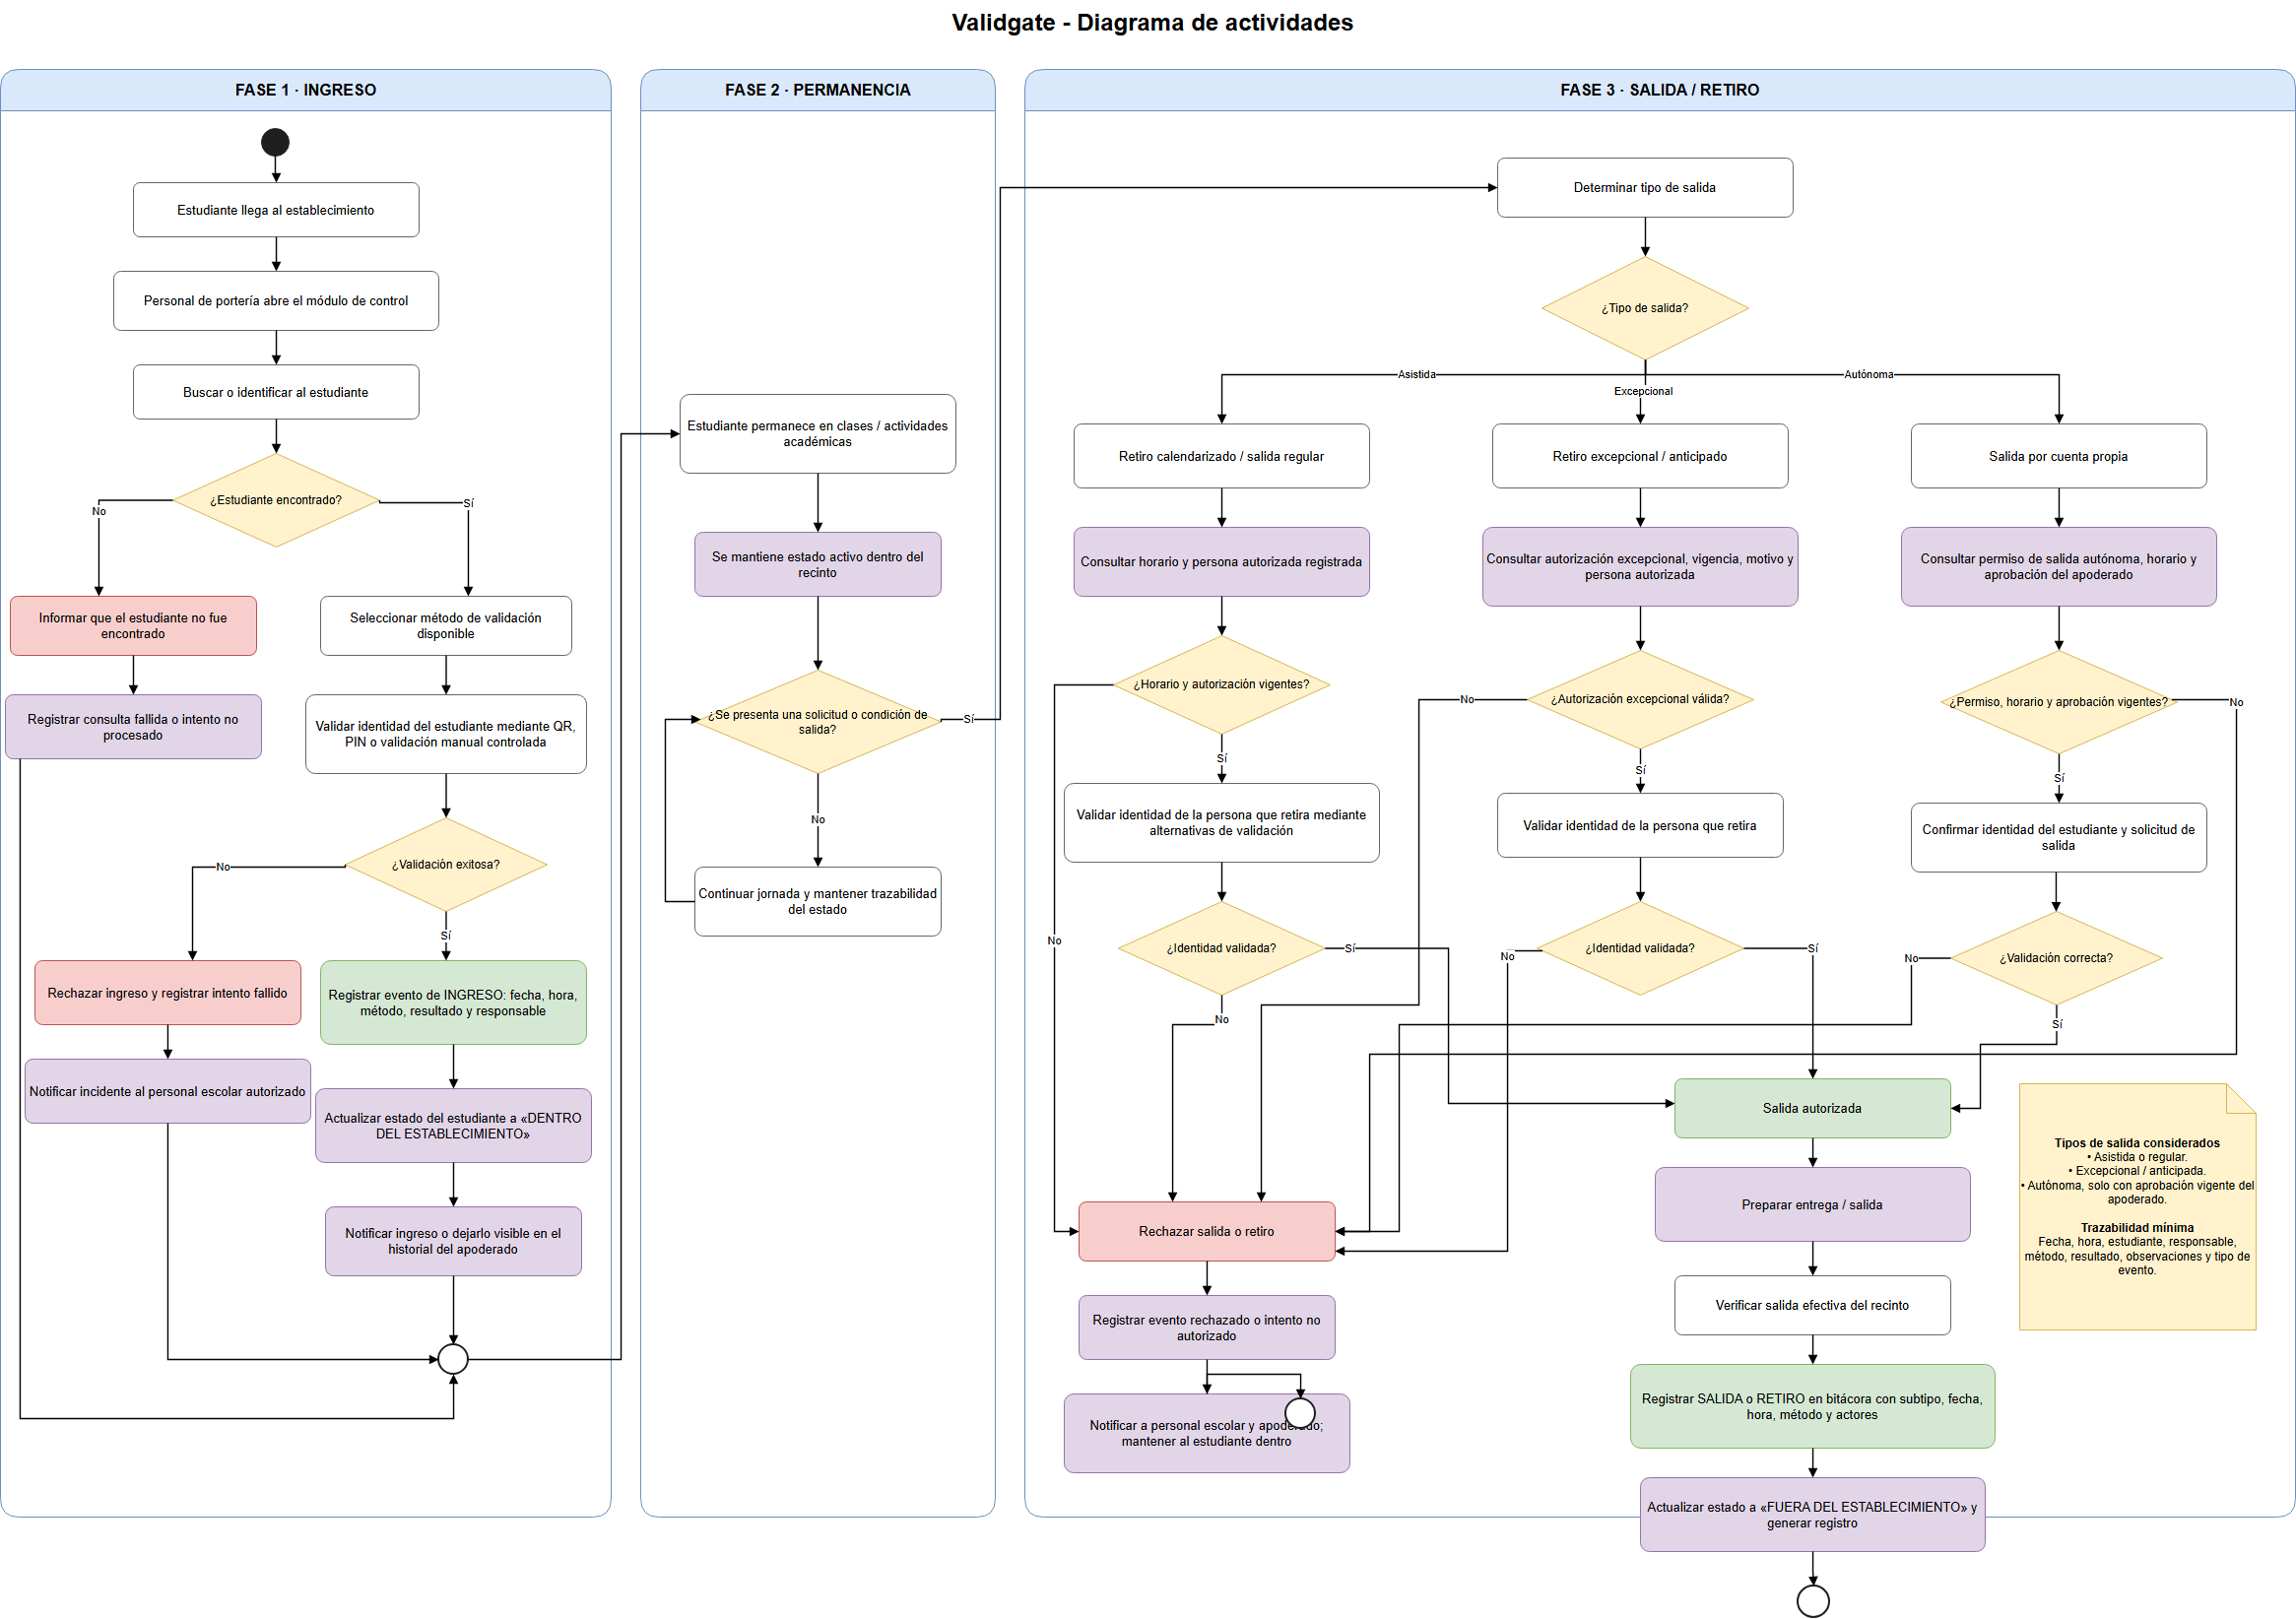 Validgate - Diagrama de actividades
FASE 1 · INGRESO
Estudiante llega al establecimiento
Personal de portería abre el módulo de control
Buscar o identificar al estudiante
¿Estudiante encontrado?
No
Sí
Informar que el estudiante no fue
encontrado
Seleccionar método de validación
disponible
Registrar consulta fallida o intento no
procesado
Validar identidad del estudiante mediante QR,
PIN o validación manual controlada
¿Validación exitosa?
No
Sí
Rechazar ingreso y registrar intento fallido
Registrar evento de INGRESO: fecha, hora,
método, resultado y responsable
Notificar incidente al personal escolar autorizado
Actualizar estado del estudiante a «DENTRO
DEL ESTABLECIMIENTO»
Notificar ingreso o dejarlo visible en el
historial del apoderado
FASE 2 · PERMANENCIA
Estudiante permanece en clases / actividades
académicas
Se mantiene estado activo dentro del
recinto
¿Se presenta una solicitud o condición de
salida?
Sí
No
Continuar jornada y mantener trazabilidad
del estado
FASE 3 · SALIDA / RETIRO
Determinar tipo de salida
¿Tipo de salida?
Asistida
Excepcional
Autónoma
Retiro calendarizado / salida regular
Retiro excepcional / anticipado
Salida por cuenta propia
Consultar horario y persona autorizada registrada
Consultar autorización excepcional, vigencia, motivo y
persona autorizada
Consultar permiso de salida autónoma, horario y
aprobación del apoderado
¿Horario y autorización vigentes?
No
¿Autorización excepcional válida?
¿Permiso, horario y aprobación vigentes?
No
Sí
Sí
Sí
Validar identidad de la persona que retira mediante
alternativas de validación
Validar identidad de la persona que retira
Confirmar identidad del estudiante y solicitud de
salida
No
¿Identidad validada?
Sí
No
¿Identidad validada?
Sí
No
¿Validación correcta?
No
Sí
Salida autorizada
Preparar entrega / salida
Rechazar salida o retiro
Verificar salida efectiva del recinto
Registrar evento rechazado o intento no
autorizado
Registrar SALIDA o RETIRO en bitácora con subtipo, fecha,
hora, método y actores
Notificar a personal escolar y apoderado;
mantener al estudiante dentro
Actualizar estado a «FUERA DEL ESTABLECIMIENTO» y
generar registro
Tipos de salida considerados
• Asistida o regular.
• Excepcional / anticipada.
• Autónoma, solo con aprobación vigente del
apoderado.
Trazabilidad mínima
Fecha, hora, estudiante, responsable,
método, resultado, observaciones y tipo de
evento.